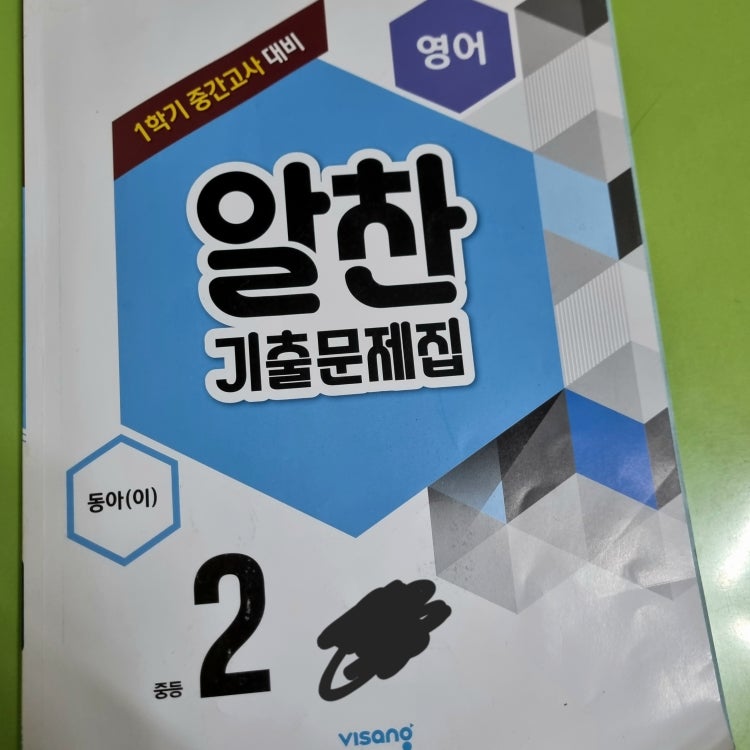 1학기 중간고사 대비
영어
알찬
기출문제집
동아(이)
중등 2
visang